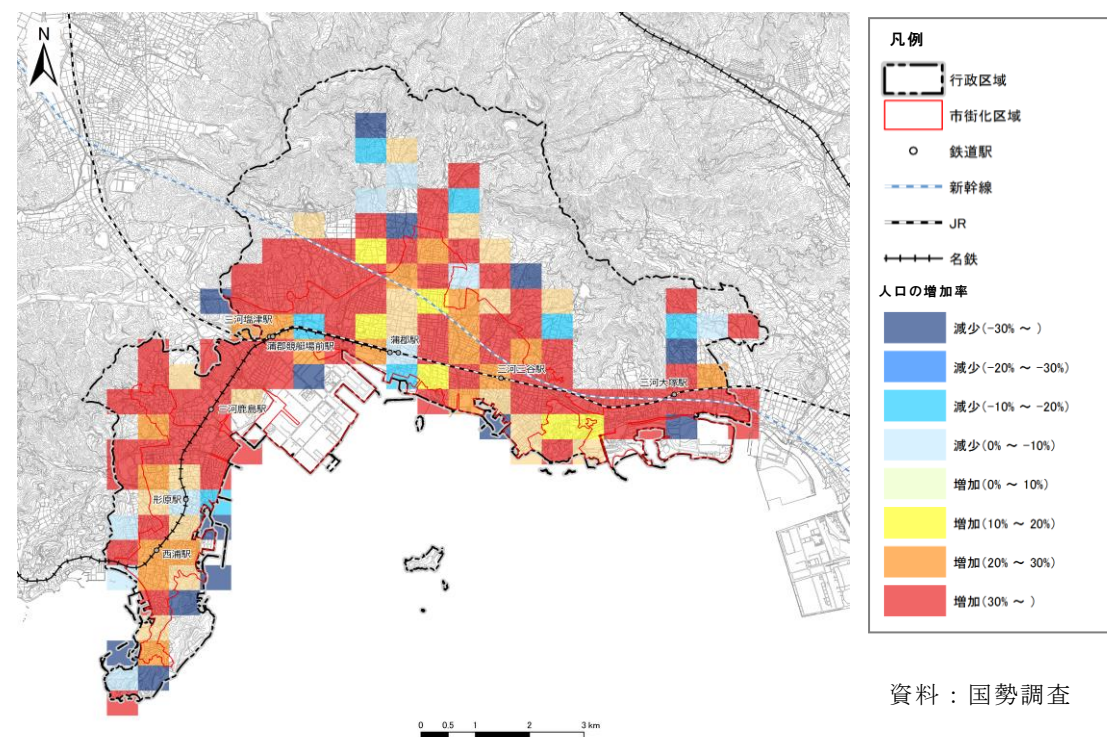 N
三河塩津駅
蒲郡競艇場前駅
蒲郡駅
三河三谷駅
三河大塚駅
三河鹿島駅
形原駅
西浦駅
0 0.5 1 2 3 km
凡例
行政区域
市街化区域
鉄道駅
新幹線
JR
名鉄
人口の増加率
減少(-30% ~ )
減少(-20% ~ -30%)
減少(-10% ~ -20%)
減少(0% ~ -10%)
増加(0% ~ 10%)
増加(10% ~ 20%)
増加(20% ~ 30%)
増加(30% ~ )
資料:国勢調査